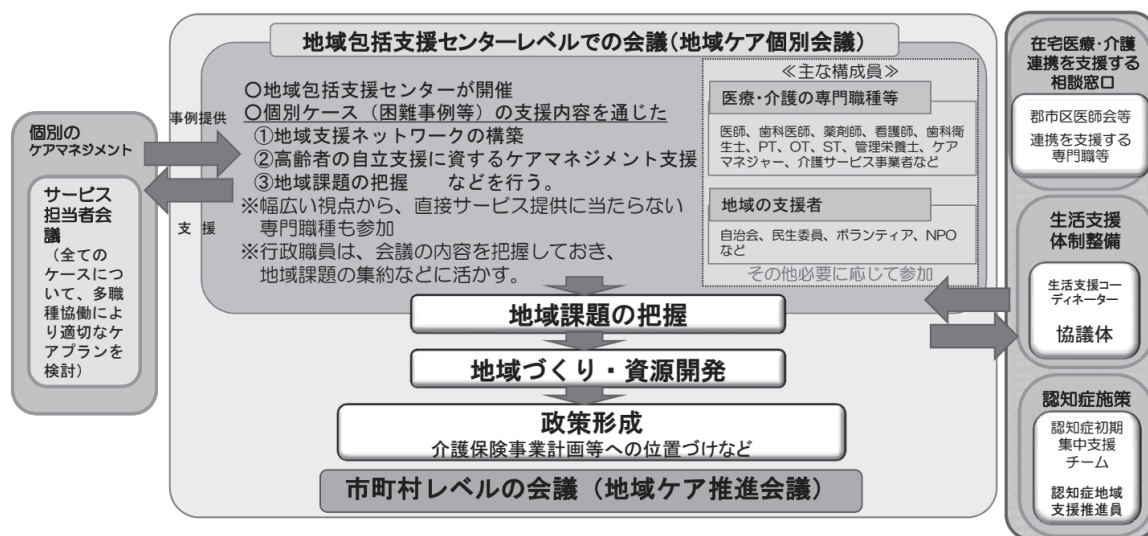 地域包括支援センターレベルでの会議（地域ケア個別会議）
事例提供
支　援
個別の
ケアマネジメント
サービス
担当者会
議
（全ての
ケースにつ
いて、多職
種協働によ
り適切なケ
アプランを
検討）
○地域包括支援センターが開催
○個別ケース（困難事例等）の支援内容を通じた
①地域支援ネットワークの構築
②高齢者の自立支援に資するケアマネジメント支援
③地域課題の把握　　などを行う。
※幅広い視点から、直接サービス提供に当たらない
専門職種も参加
※行政職員は、会議の内容を把握しておき、
地域課題の集約などに活かす。
≪主な構成員≫
医療・介護の専門職種等
医師、歯科医師、薬剤師、看護師、歯科衛
生士、PT、OT、ST、管理栄養士、ケア
マネジャー、介護サービス事業者など
地域の支援者
自治会、民生委員、ボランティア、NPO
など
その他必要に応じて参加
地域課題の把握
地域づくり・資源開発
政策形成
介護保険事業計画等への位置づけなど
市町村レベルの会議（地域ケア推進会議）
在宅医療・介護
連携を支援する
相談窓口
郡市区医師会等
連携を支援する
専門職等
生活支援
体制整備
生活支援コー
ディネーター
協議体
認知症施策
認知症初期
集中支援
チーム
認知症地域
支援推進員